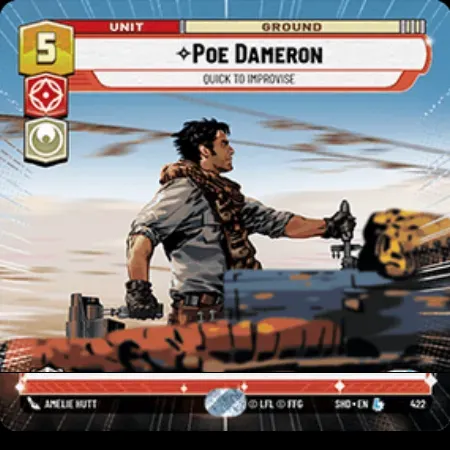 UNIT GROUND
5
✧POE DAMERON
QUICK TO IMPROVISE
AMELIE HUTT © LFL © FFG SHD • EN 422